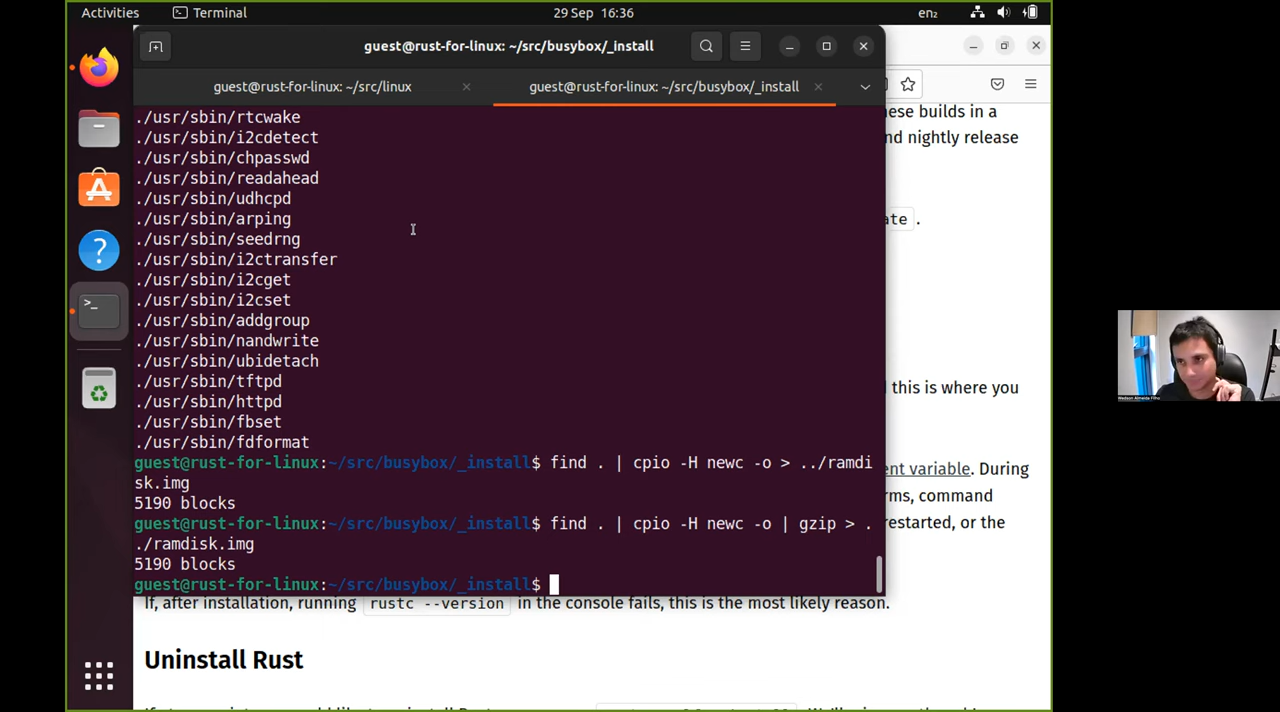 Activities Terminal 29 Sep 16:36 en2
guest@rust-for-linux: ~/src/busybox/_install
guest@rust-for-linux: ~/src/linux guest@rust-for-linux: ~/src/busybox/_install
./usr/sbin/rtcwake
./usr/sbin/i2cdetect
./usr/sbin/chpasswd
./usr/sbin/readahead
./usr/sbin/udhcpd
./usr/sbin/arping
./usr/sbin/seedrng
./usr/sbin/i2ctransfer
./usr/sbin/i2cget
./usr/sbin/i2cset
./usr/sbin/addgroup
./usr/sbin/nandwrite
./usr/sbin/ubidetach
./usr/sbin/tftpd
./usr/sbin/httpd
./usr/sbin/fbset
./usr/sbin/fdformat
guest@rust-for-linux:~/src/busybox/_install$ find . | cpio -H newc -o > ../ramdi
sk.img
5190 blocks
guest@rust-for-linux:~/src/busybox/_install$ find . | cpio -H newc -o | gzip > .
./ramdisk.img
5190 blocks
guest@rust-for-linux:~/src/busybox/_install$
ese builds in a
nd nightly release
ate .
this is where you
ent variable. During
rms, command
restarted, or the
If, after installation, running rustc --version in the console fails, this is the most likely reason.
Uninstall Rust
Wedson Almeida Filho